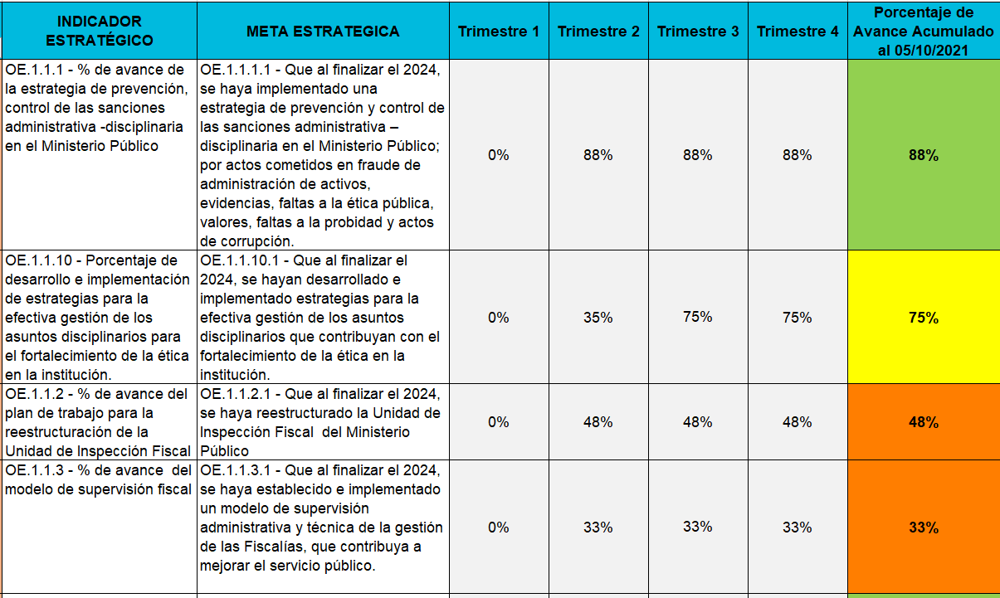 INDICADOR
ESTRATÉGICO
META ESTRATEGICA
Trimestre 1
Trimestre 2
Trimestre 3
Trimestre 4
Porcentaje de
Avance Acumulado
al 05/10/2021
OE.1.1.1 - % de avance de
la estrategia de prevención,
control de las sanciones
administrativa -disciplinaria
en el Ministerio Público
OE.1.1.1.1 - Que al finalizar el 2024,
se haya implementado una
estrategia de prevención y control de
las sanciones administrativa –
disciplinaria en el Ministerio Público;
por actos cometidos en fraude de
administración de activos,
evidencias, faltas a la ética pública,
valores, faltas a la probidad y actos
de corrupción.
0%
88%
88%
88%
88%
OE.1.1.10 - Porcentaje de
desarrollo e implementación
de estrategias para la
efectiva gestión de los
asuntos disciplinarios para
el fortalecimiento de la ética
en la institución.
OE.1.1.10.1 - Que al finalizar el
2024, se hayan desarrollado e
implementado estrategias para la
efectiva gestión de los asuntos
disciplinarios que contribuyan con el
fortalecimiento de la ética en la
institución.
0%
35%
75%
75%
75%
OE.1.1.2 - % de avance del
plan de trabajo para la
reestructuración de la
Unidad de Inspección Fiscal
OE.1.1.2.1 - Que al finalizar el 2024,
se haya reestructurado la Unidad de
Inspección Fiscal  del Ministerio
Público
0%
48%
48%
48%
48%
OE.1.1.3 - % de avance  del
modelo de supervisión fiscal
OE.1.1.3.1 - Que al finalizar el 2024,
se haya establecido e implementado
un modelo de supervisión
administrativa y técnica de la gestión
de las Fiscalías, que contribuya a
mejorar el servicio público.
0%
33%
33%
33%
33%